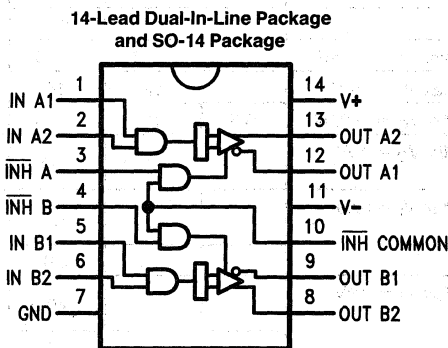 14-Lead Dual-In-Line Package
and SO-14 Package
1
IN A1
2
IN A2
3
INH A
4
INH B
5
IN B1
6
IN B2
7
GND
14
V+
13
OUT A2
12
OUT A1
11
V-
10
INH COMMON
9
OUT B1
8
OUT B2